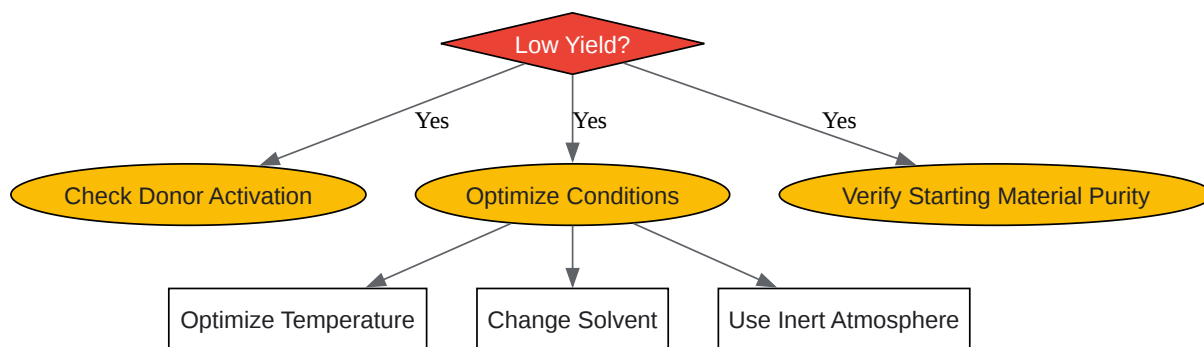 Low Yield?
Yes
Yes
Yes
Check Donor Activation
Optimize Conditions
Verify Starting Material Purity
Optimize Temperature
Change Solvent
Use Inert Atmosphere